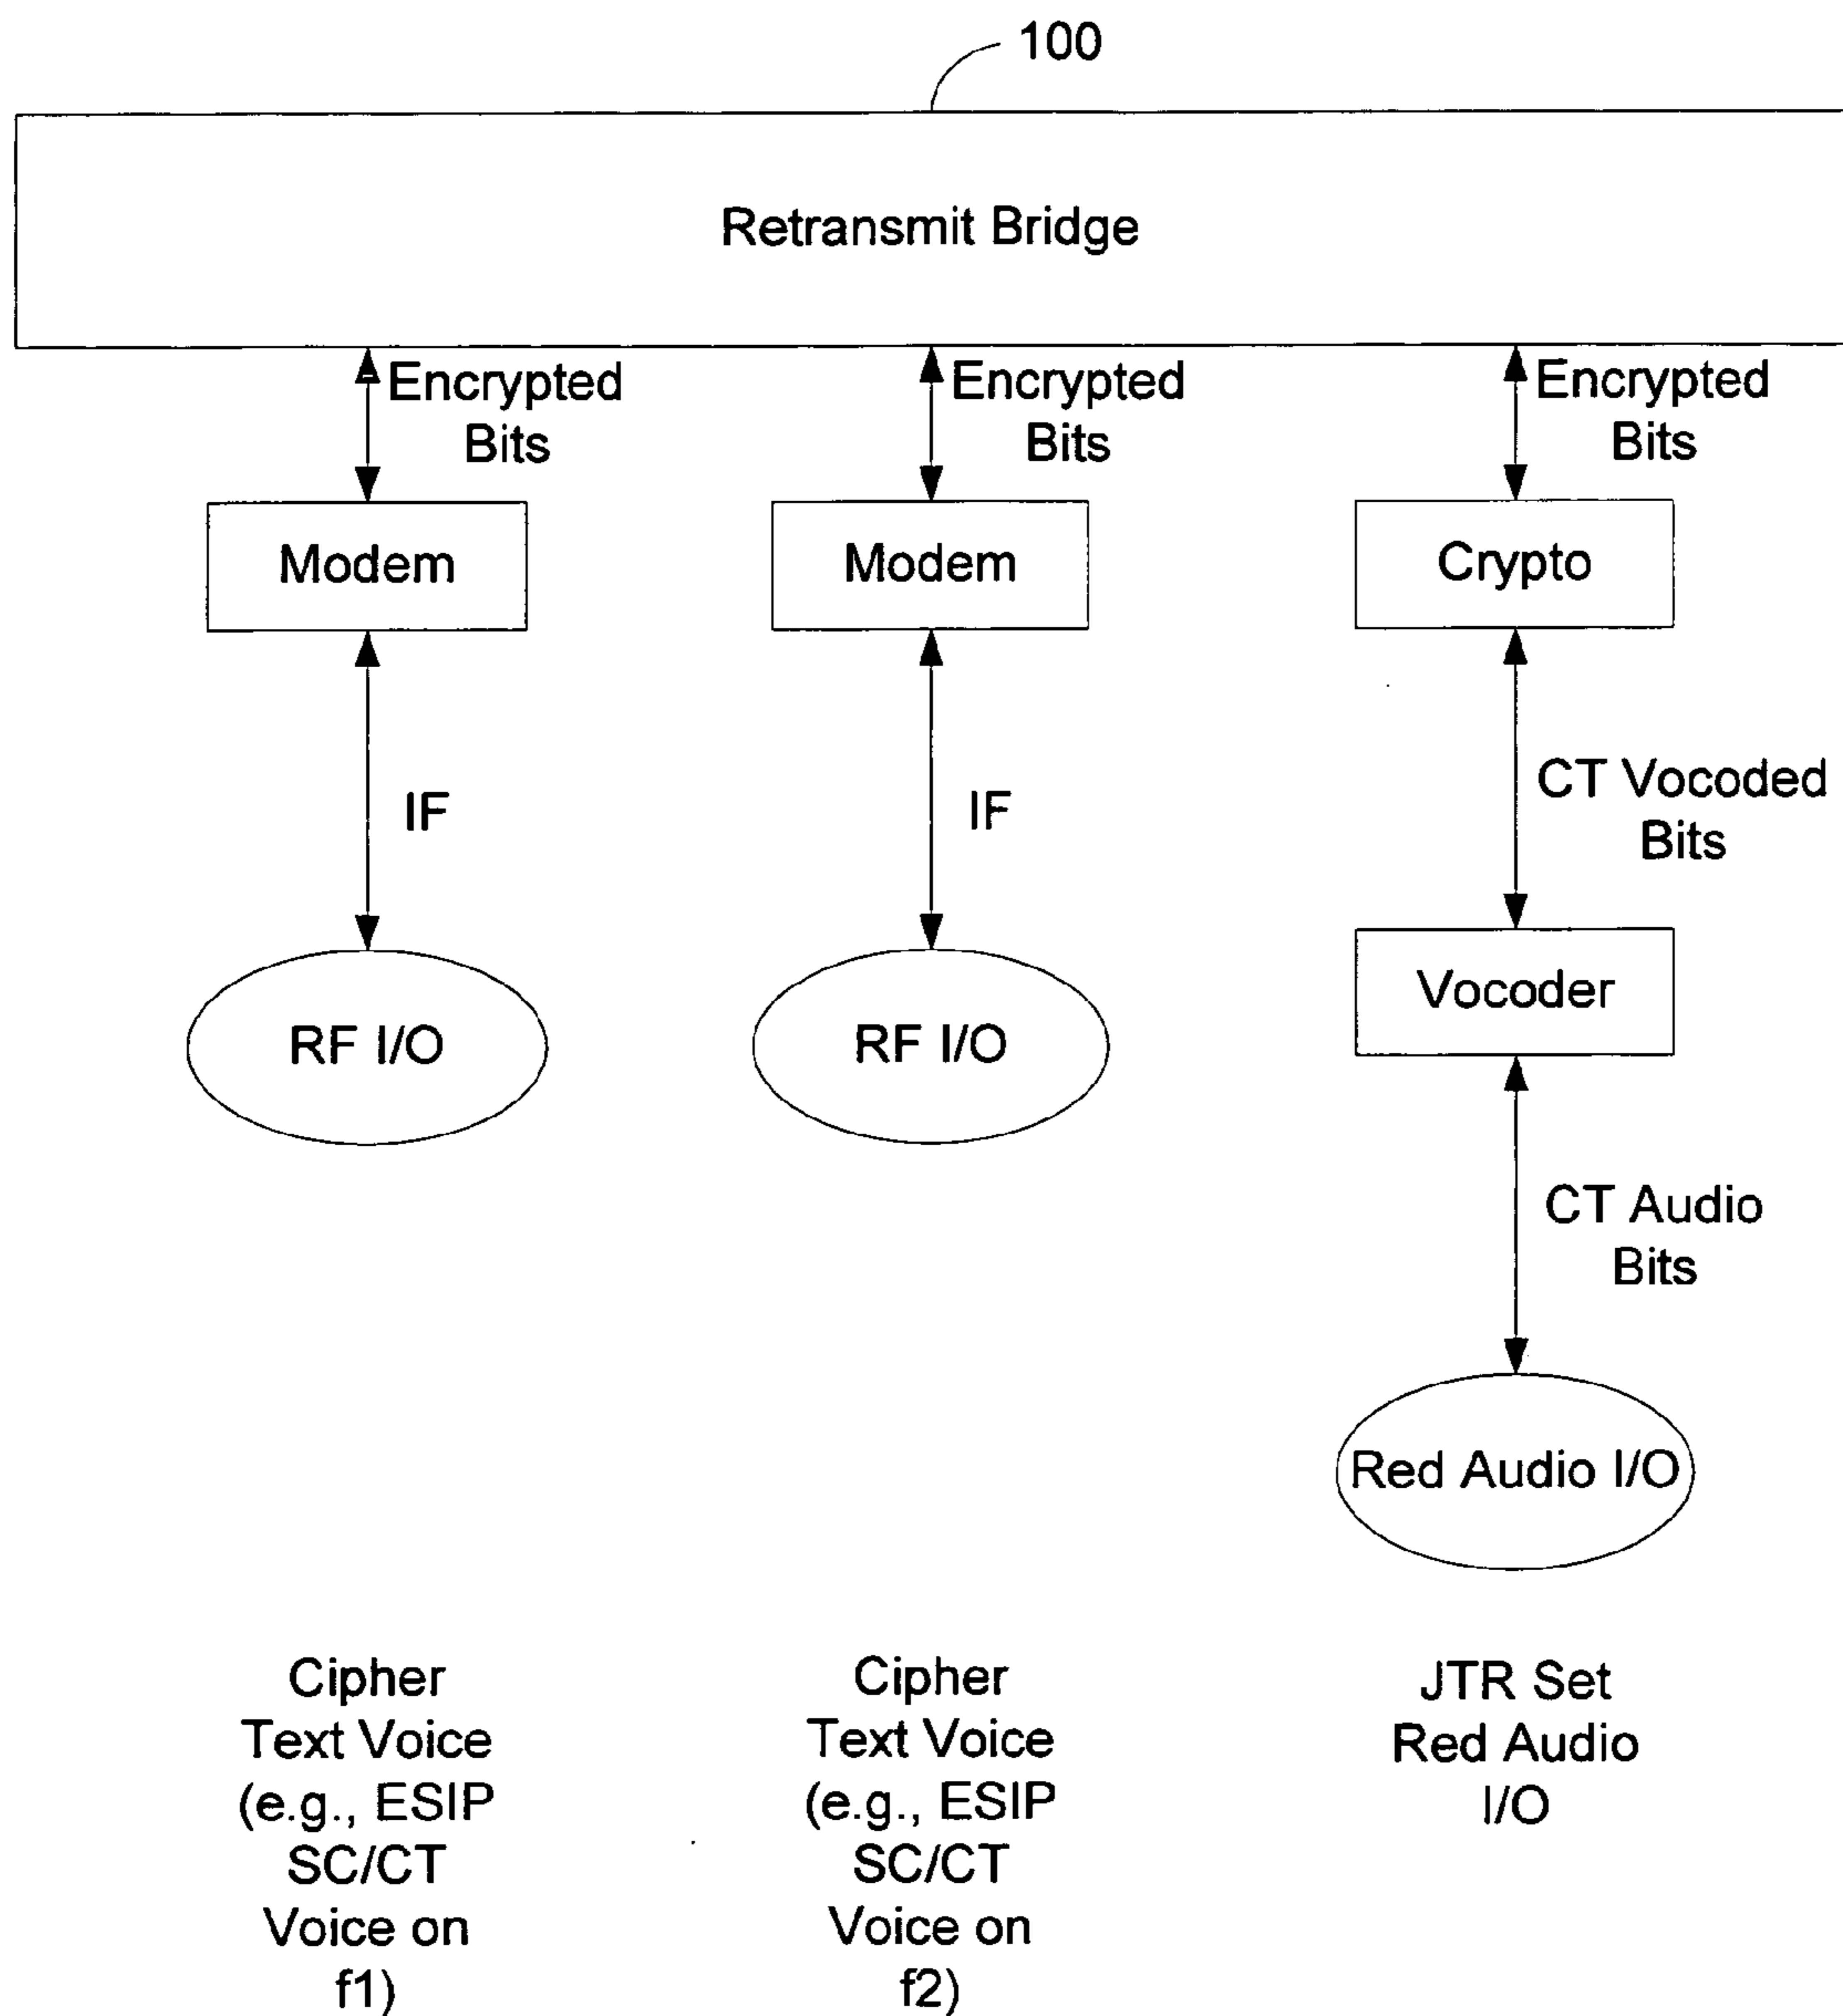 100
Retransmit Bridge
Encrypted
Bits
Encrypted
Bits
Encrypted
Bits
Modem
Modem
Crypto
IF
IF
CT Vocoded
Bits
RF I/O
RF I/O
Vocoder
CT Audio
Bits
Red Audio I/O
Cipher
Text Voice
(e.g., ESIP
SC/CT
Voice on
f1)
Cipher
Text Voice
(e.g., ESIP
SC/CT
Voice on
f2)
JTR Set
Red Audio
I/O